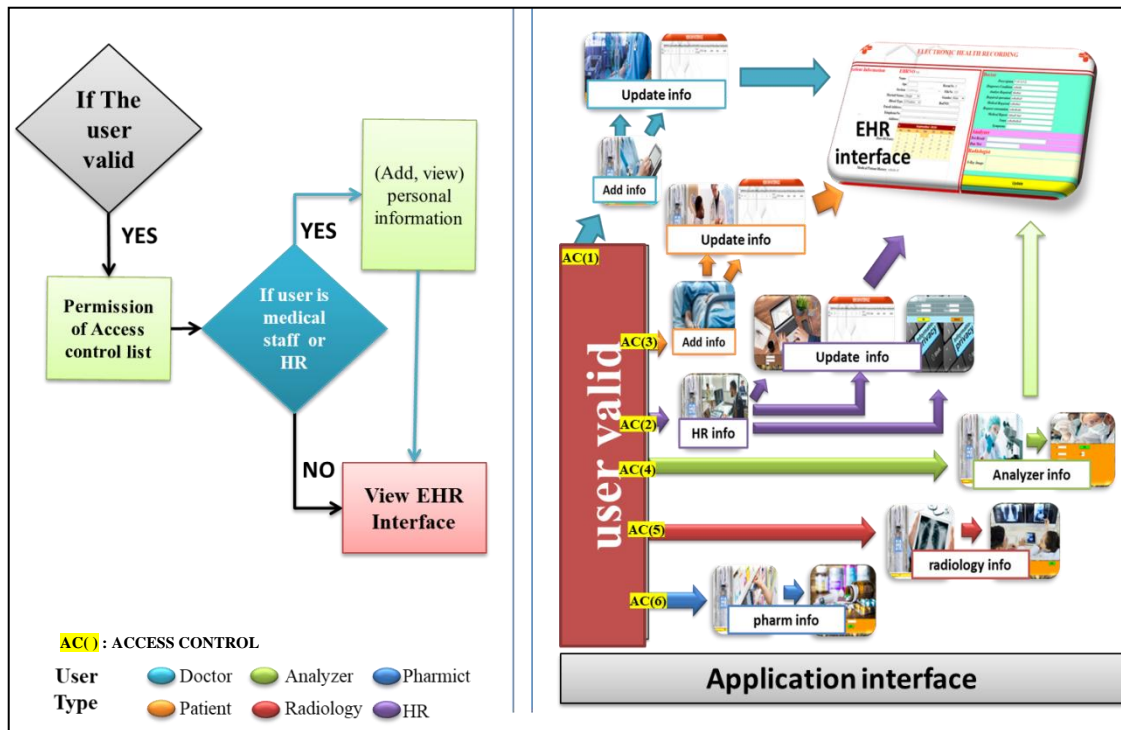 If The
user
valid
YES
Permission
of Access
control list
If user is
medical
staff or
HR
YES
(Add, view)
personal
information
NO
View EHR
Interface
AC( ) : ACCESS CONTROL
User
Type
Doctor
Analyzer
Pharmict
Patient
Radiology
HR
Update info
Add info
AC(1)
Update info
Add info
AC(3)
Update info
HR info
AC(2)
AC(4)
Analyzer info
AC(5)
radiology info
AC(6)
pharm info
user valid
ELECTRONIC HEALTH RECORDING
EHR
interface
Application interface